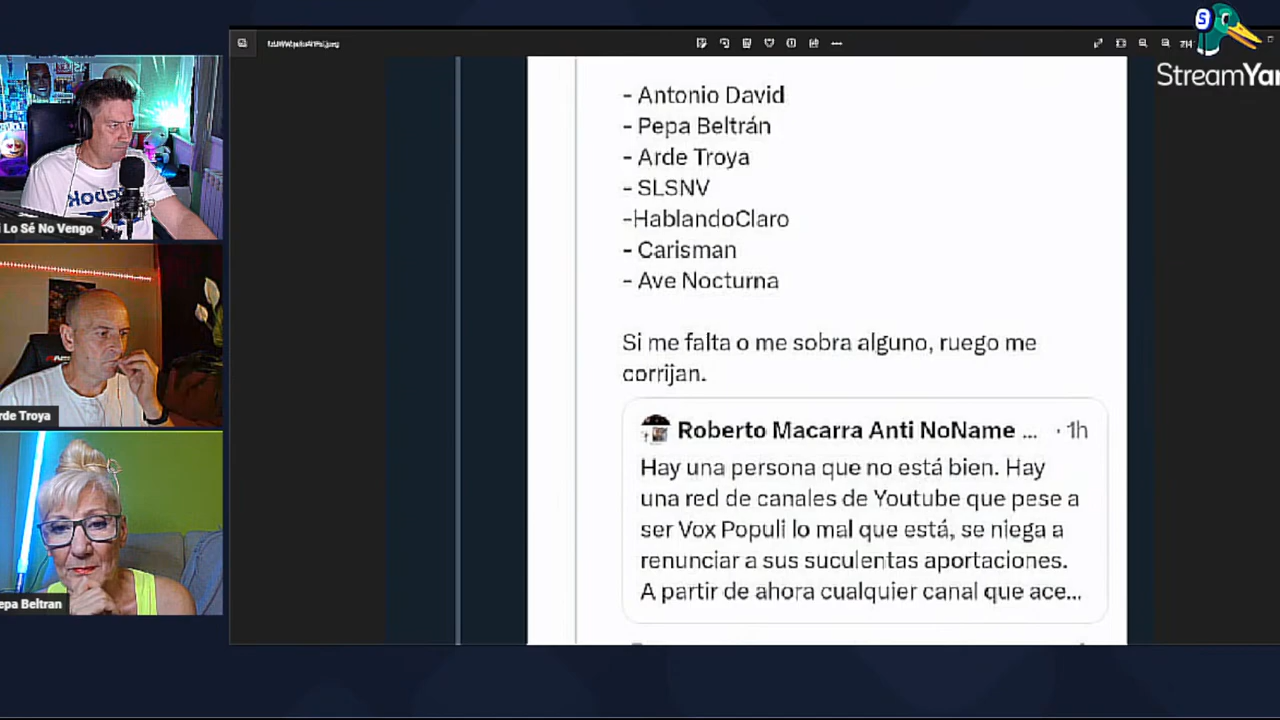 StreamYar
- Antonio David
- Pepa Beltrán
- Arde Troya
- SLSNV
-HablandoClaro
- Carisman
- Ave Nocturna
Si me falta o me sobra alguno, ruego me
corrijan.
Roberto Macarra Anti NoName ... · 1h
Hay una persona que no está bien. Hay
una red de canales de Youtube que pese a
ser Vox Populi lo mal que está, se niega a
renunciar a sus suculentas aportaciones.
A partir de ahora cualquier canal que ace...
i Lo Sé No Vengo
rde Troya
epa Beltran